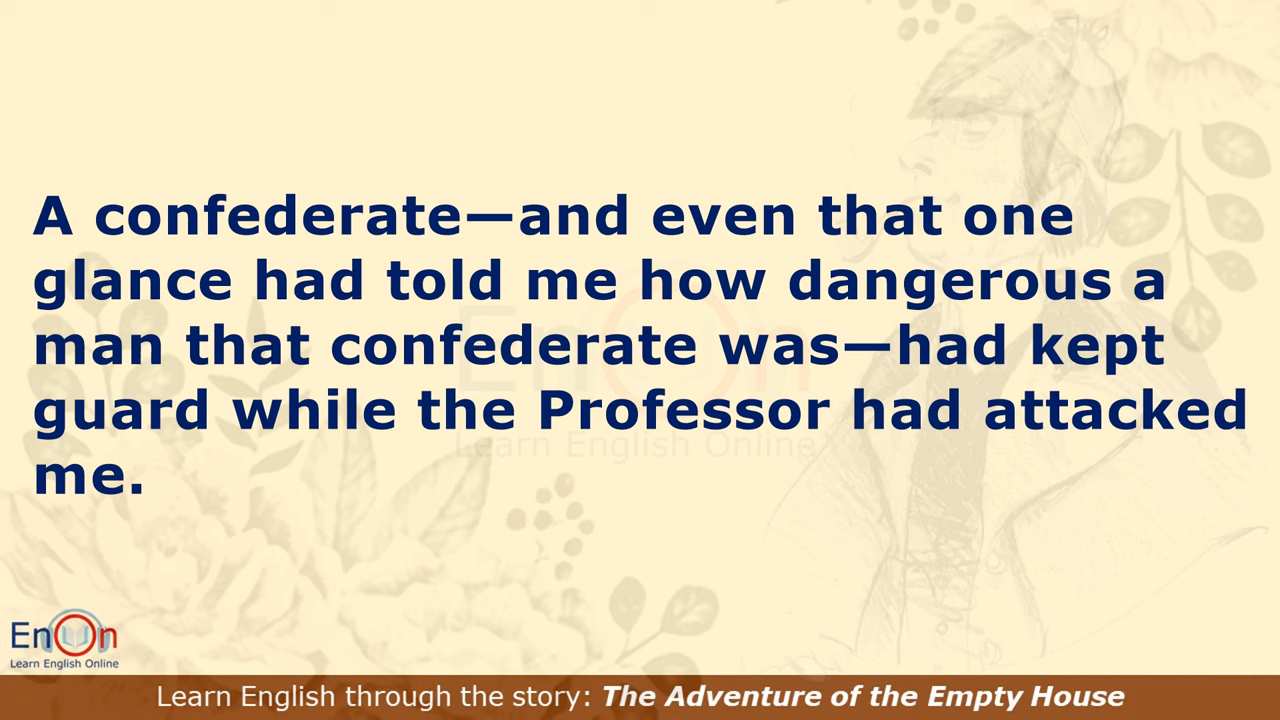 A confederate—and even that one
glance had told me how dangerous a
man that confederate was—had kept
guard while the Professor had attacked
me.
EnOn
Learn English Online
EnOn
Learn English Online
Learn English through the story: The Adventure of the Empty House